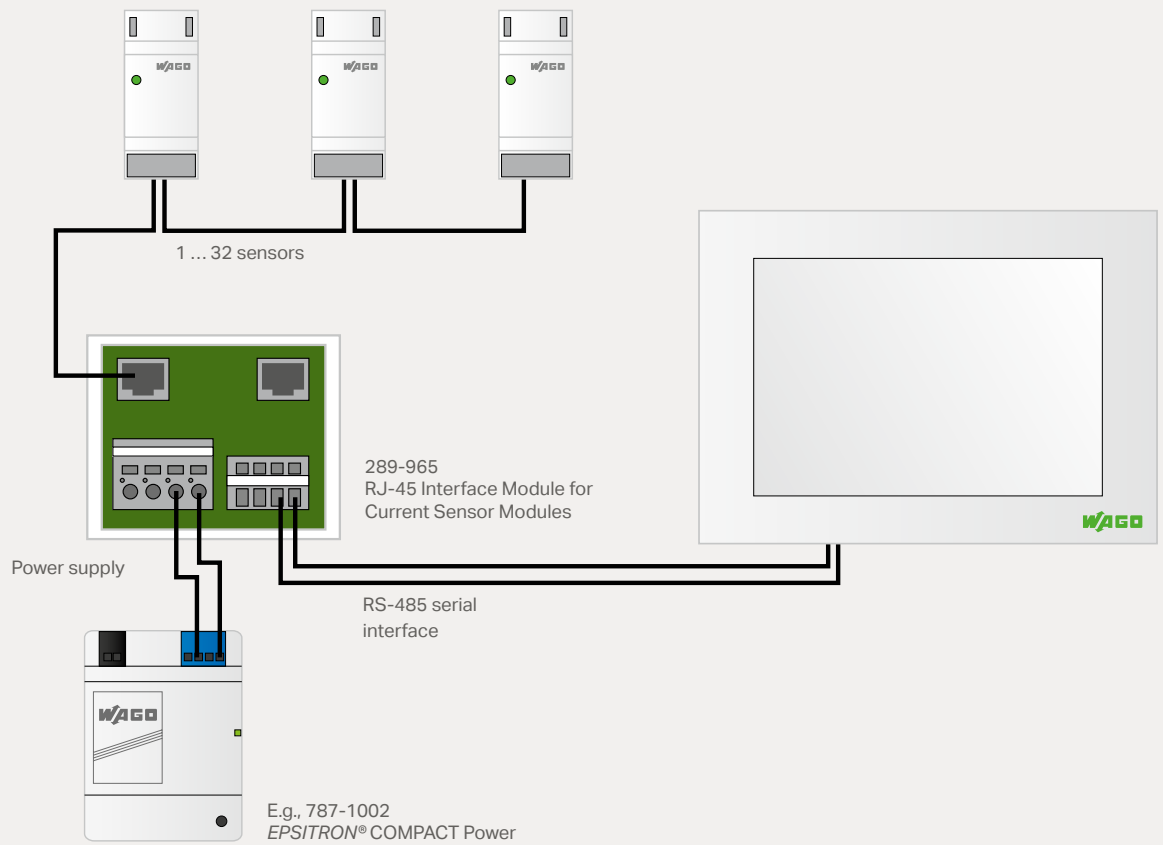 WAGO
WAGO
WAGO
1 ... 32 sensors
289-965
RJ-45 Interface Module for
Current Sensor Modules
WAGO
Power supply
RS-485 serial
interface
WAGO
E.g., 787-1002
EPSITRON® COMPACT Power